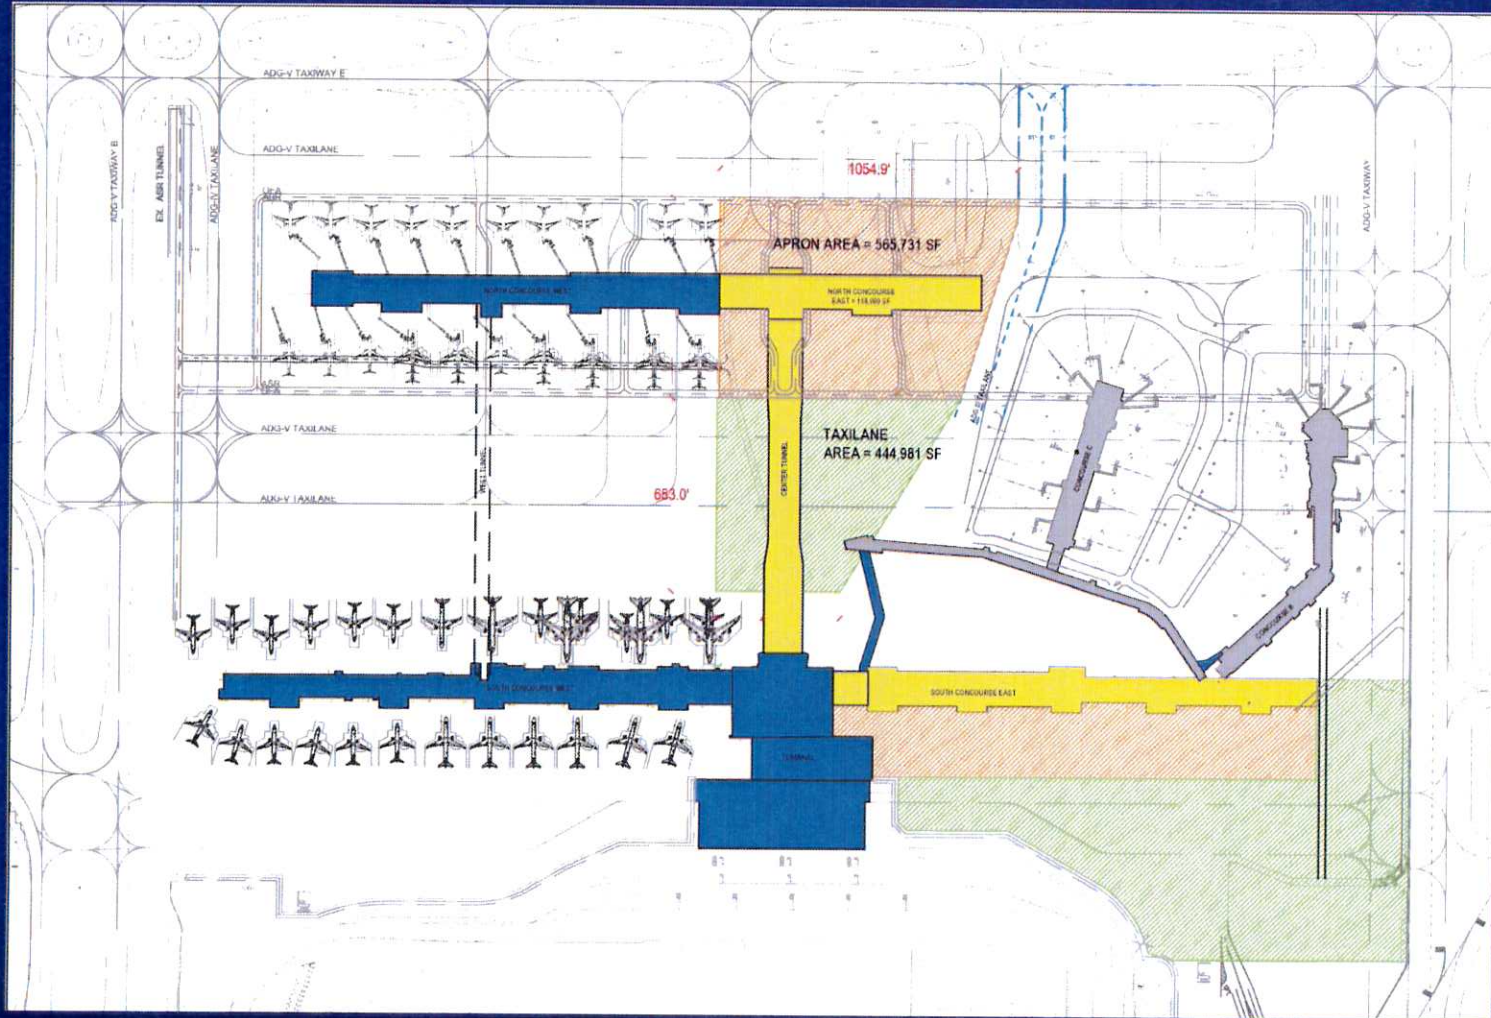 ADG-V TAXIWAY E
ADG-V TAXILANE
ADG-V TAXIWAY B
EX. ASR TUNNEL
ADG-IV TAXILANE
ADG-V TAXIWAY
1054.9'
APRON AREA = 565,731 SF
NORTH CONCOURSE WEST
NORTH CONCOURSE
ADG-V TAXILANE
TAXILANE
AREA = 444,981 SF
WEST TUNNEL
CENTER TUNNEL
CONCOURSE C
ADG-V TAXILANE
653.0'
CONCOURSE B
SOUTH CONCOURSE WEST
SOUTH CONCOURSE EAST
TERMINAL